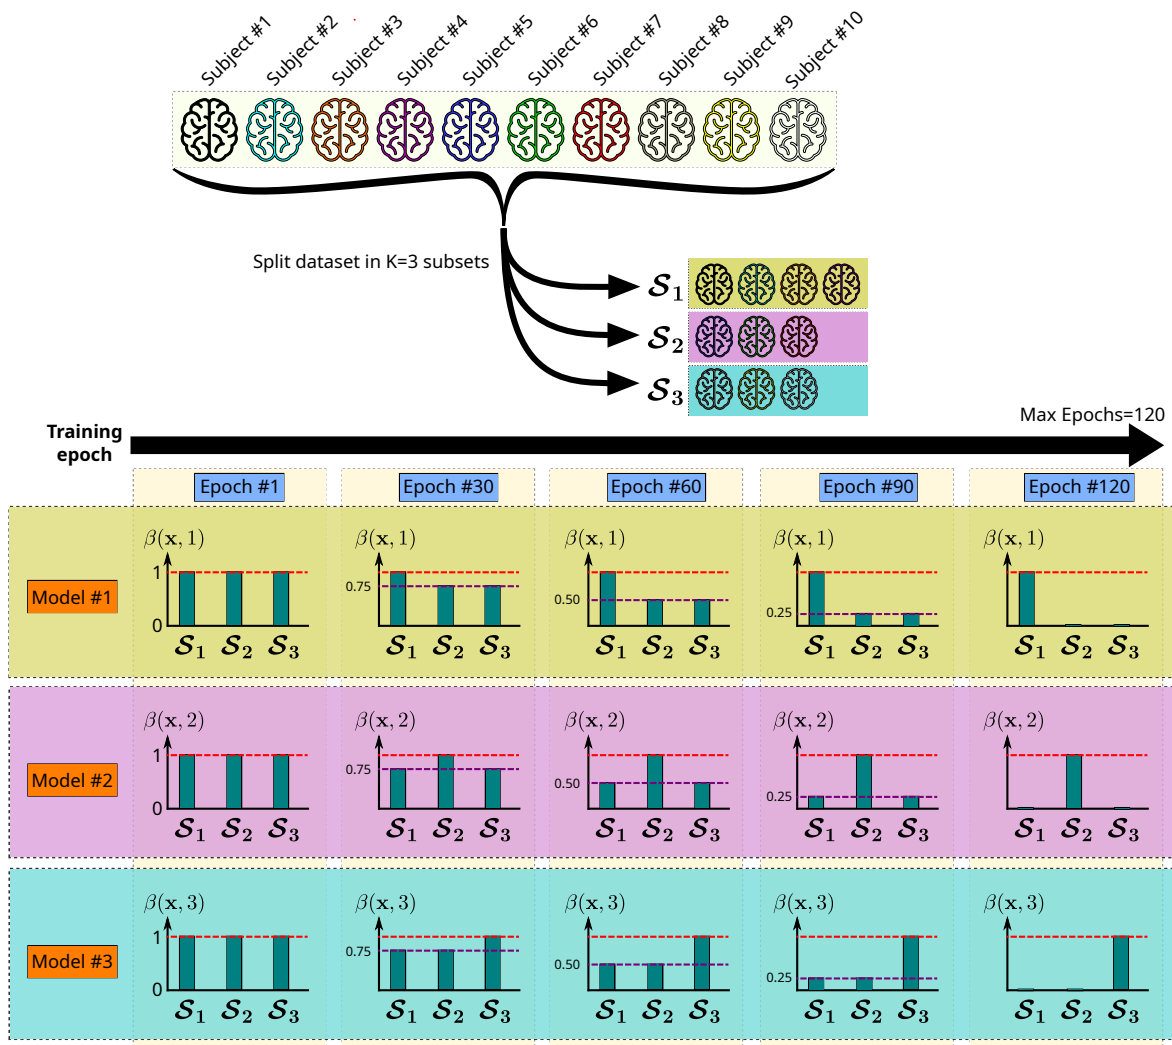 Subject #1
Subject #2
Subject #3
Subject #4
Subject #5
Subject #6
Subject #7
Subject #8
Subject #9
Subject #10
Split dataset in K=3 subsets
𝓢₁
𝓢₂
𝓢₃
Max Epochs=120
Training
epoch
Epoch #1 Epoch #30 Epoch #60 Epoch #90 Epoch #120
β(x, 1) β(x, 1) β(x, 1) β(x, 1) β(x, 1)
1 0.75 0.50 0.25
Model #1
0
𝓢₁ 𝓢₂ 𝓢₃ 𝓢₁ 𝓢₂ 𝓢₃ 𝓢₁ 𝓢₂ 𝓢₃ 𝓢₁ 𝓢₂ 𝓢₃ 𝓢₁ 𝓢₂ 𝓢₃
β(x, 2) β(x, 2) β(x, 2) β(x, 2) β(x, 2)
1 0.75 0.50 0.25
Model #2
0
𝓢₁ 𝓢₂ 𝓢₃ 𝓢₁ 𝓢₂ 𝓢₃ 𝓢₁ 𝓢₂ 𝓢₃ 𝓢₁ 𝓢₂ 𝓢₃ 𝓢₁ 𝓢₂ 𝓢₃
β(x, 3) β(x, 3) β(x, 3) β(x, 3) β(x, 3)
1 0.75 0.50 0.25
Model #3
0
𝓢₁ 𝓢₂ 𝓢₃ 𝓢₁ 𝓢₂ 𝓢₃ 𝓢₁ 𝓢₂ 𝓢₃ 𝓢₁ 𝓢₂ 𝓢₃ 𝓢₁ 𝓢₂ 𝓢₃